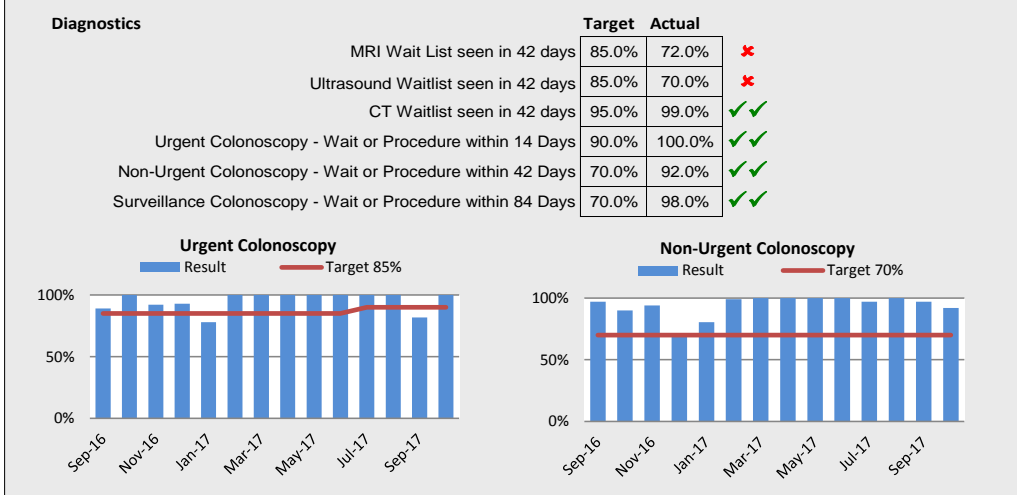 Diagnostics Target Actual
MRI Wait List seen in 42 days 85.0% 72.0% ✘
Ultrasound Waitlist seen in 42 days 85.0% 70.0% ✘
CT Waitlist seen in 42 days 95.0% 99.0% ✓✓
Urgent Colonoscopy - Wait or Procedure within 14 Days 90.0% 100.0% ✓✓
Non-Urgent Colonoscopy - Wait or Procedure within 42 Days 70.0% 92.0% ✓✓
Surveillance Colonoscopy - Wait or Procedure within 84 Days 70.0% 98.0% ✓✓
Urgent Colonoscopy
Result Target 85%
100%
50%
0%
Sep-16 Nov-16 Jan-17 Mar-17 May-17 Jul-17 Sep-17
Non-Urgent Colonoscopy
Result Target 70%
100%
50%
0%
Sep-16 Nov-16 Jan-17 Mar-17 May-17 Jul-17 Sep-17